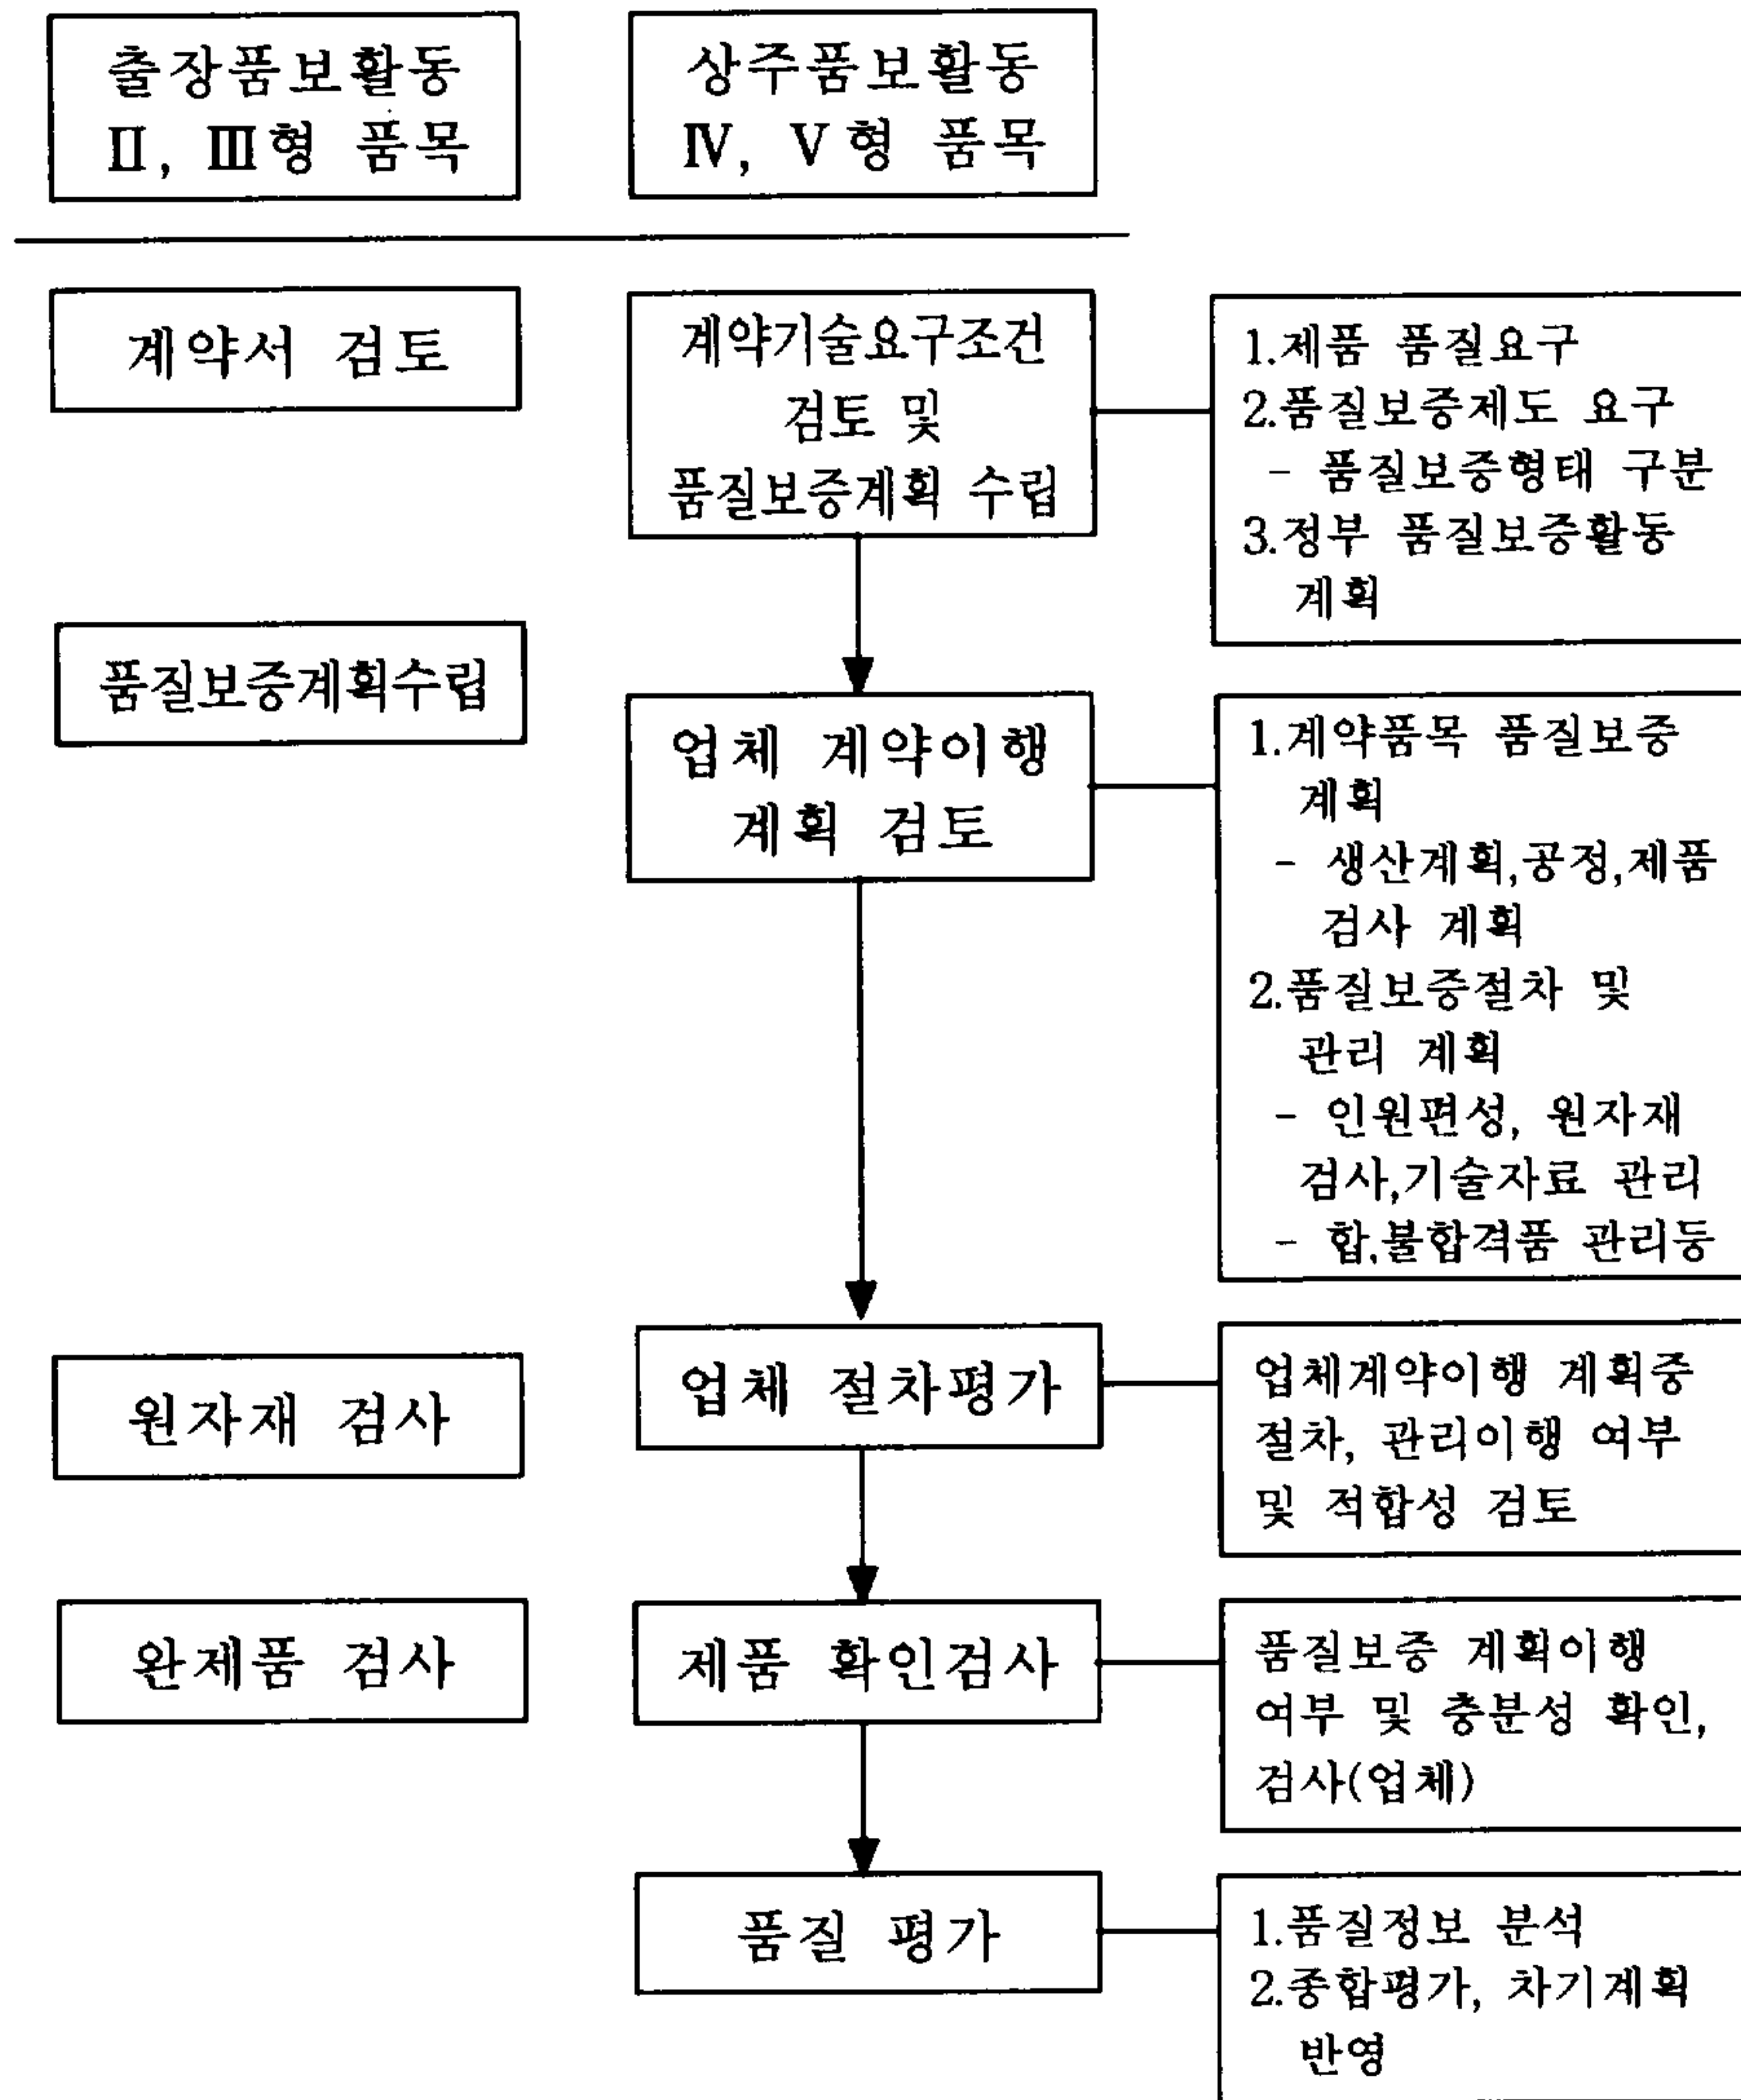 출장품보활동
Ⅱ, Ⅲ형 품목
상주품보활동
Ⅳ, Ⅴ형 품목
계약서 검토
계약기술요구조건
검토 및
품질보증계획 수립
1.제품 품질요구
2.품질보증제도 요구
- 품질보증형태 구분
3.정부 품질보증활동
계획
품질보증계획수립
업체 계약이행
계획 검토
1.계약품목 품질보증
계획
- 생산계획,공정,제품
검사 계획
2.품질보증절차 및
관리 계획
- 인원편성, 원자재
검사,기술자료 관리
- 합,불합격품 관리등
원자재 검사
업체 절차평가
업체계약이행 계획중
절차, 관리이행 여부
및 적합성 검토
완제품 검사
제품 확인검사
품질보증 계획이행
여부 및 충분성 확인,
검사(업체)
품질 평가
1.품질정보 분석
2.종합평가, 차기계획
반영